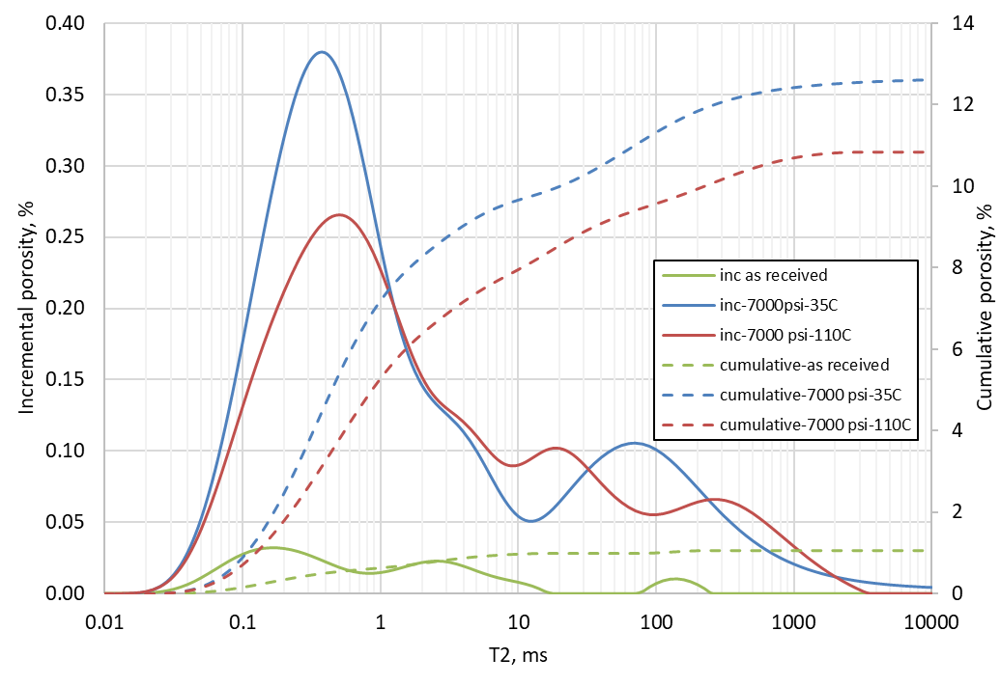 0.40
0.35
0.30
0.25
0.20
0.15
0.10
0.05
0.00
Incremental porosity, %
14
12
10
8
6
4
2
0
Cumulative porosity, %
inc as received
inc-7000psi-35C
inc-7000 psi-110C
cumulative-as received
cumulative-7000 psi-35C
cumulative-7000 psi-110C
0.01 0.1 1 10 100 1000 10000
T2, ms